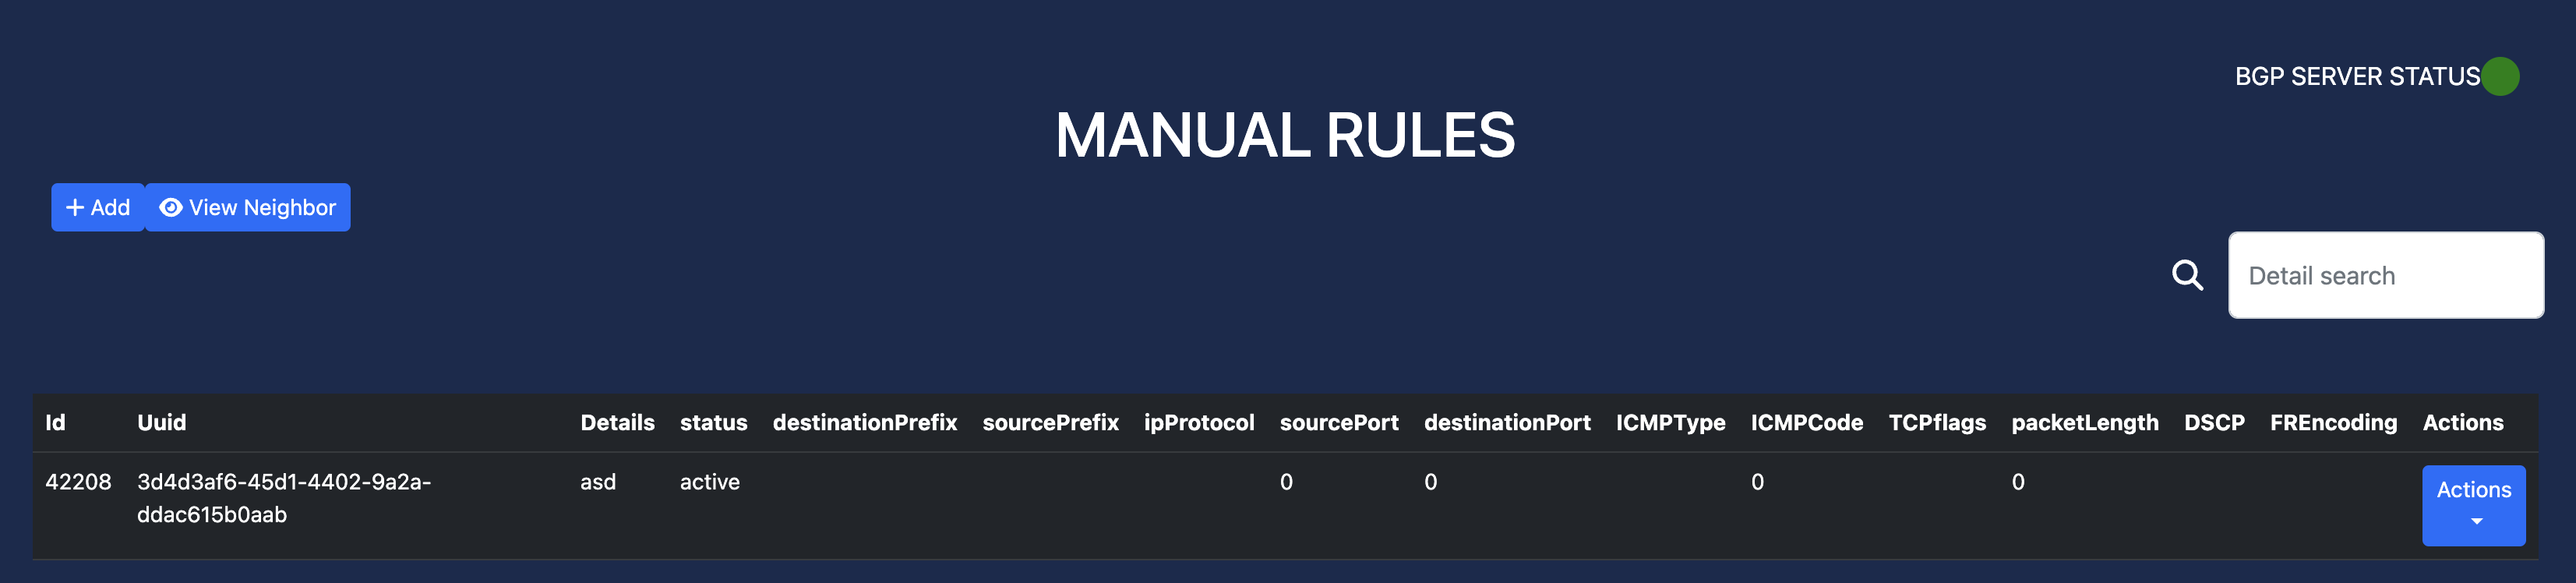 BGP SERVER STATUS
MANUAL RULES
Add View Neighbor
Detail search
Id Uuid Details status destinationPrefix sourcePrefix ipProtocol sourcePort destinationPort ICMPType ICMPCode TCPflags packetLength DSCP FREncoding Actions
42208 3d4d3af6-45d1-4402-9a2a- asd active 0 0 0 0 Actions
ddac615b0aab